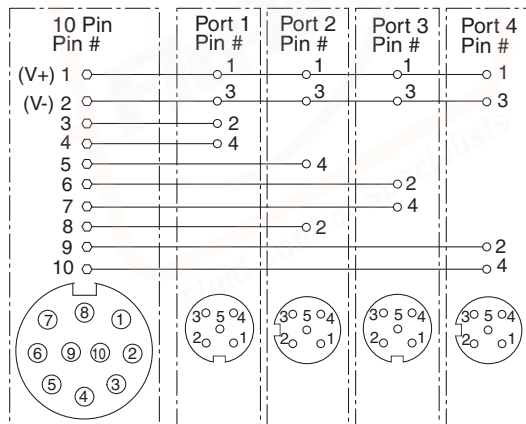 10 Pin Port 1 Port 2 Port 3 Port 4
Pin # Pin # Pin # Pin # Pin #
(V+) 1 1 1 1 1
(V-) 2 3 3 3 3
3 2
4 4
5 4
6 2
7 4
8 2
9 2
10 4
8
7 1
6 9 10 2
5 3
4
3 5 4 3 5 4 3 5 4 3 5 4
2 1 2 1 2 1 2 1
Fluid Control Specialists